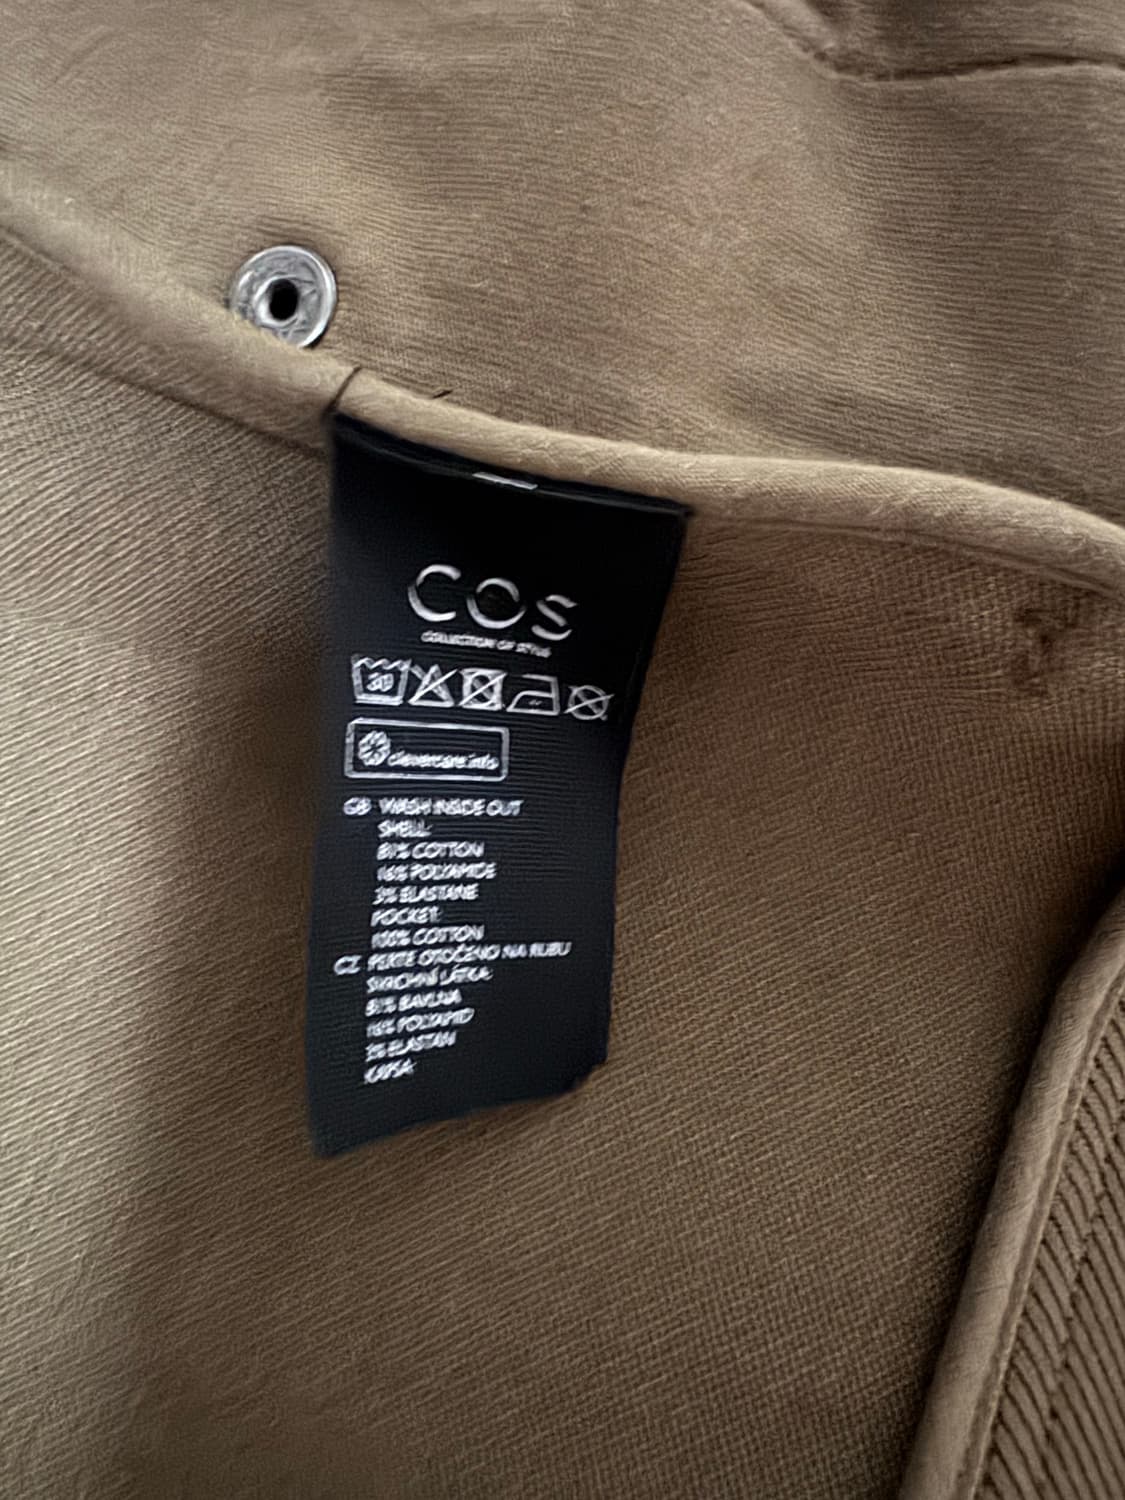 COS
COLLECTION OF STYLE
30
clevercare.info
GB WASH INSIDE OUT
SHELL:
81% COTTON
16% POLYAMIDE
3% ELASTANE
POCKET:
100% COTTON
CZ PERTE OTOČENO NA RUBU
SVRCHNÍ LÁTKA:
81% BAVLNA
16% POLYAMID
3% ELASTAN
KAPSA: